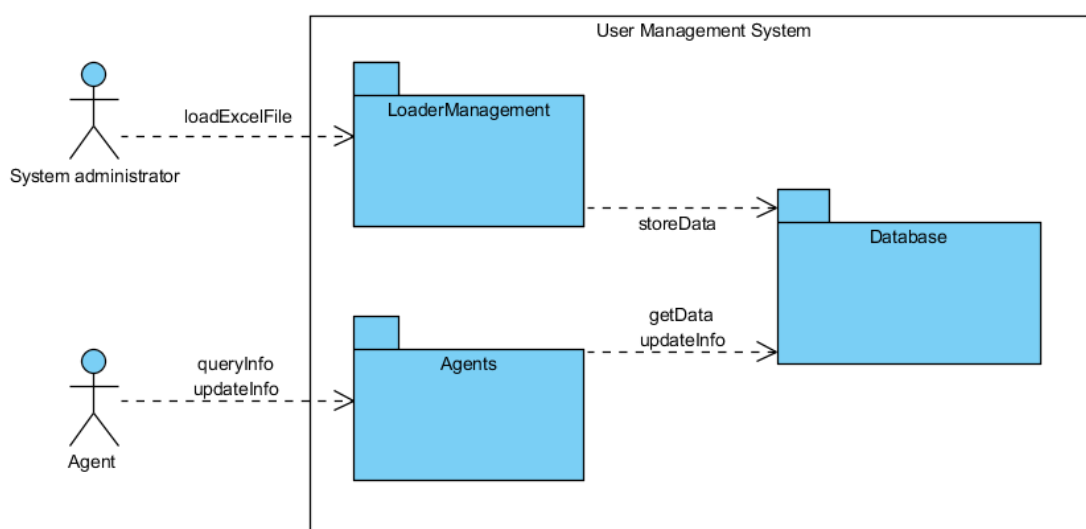 User Management System
LoaderManagement
loadExcelFile
System administrator
storeData
Database
getData
updateInfo
Agents
queryInfo
updateInfo
Agent